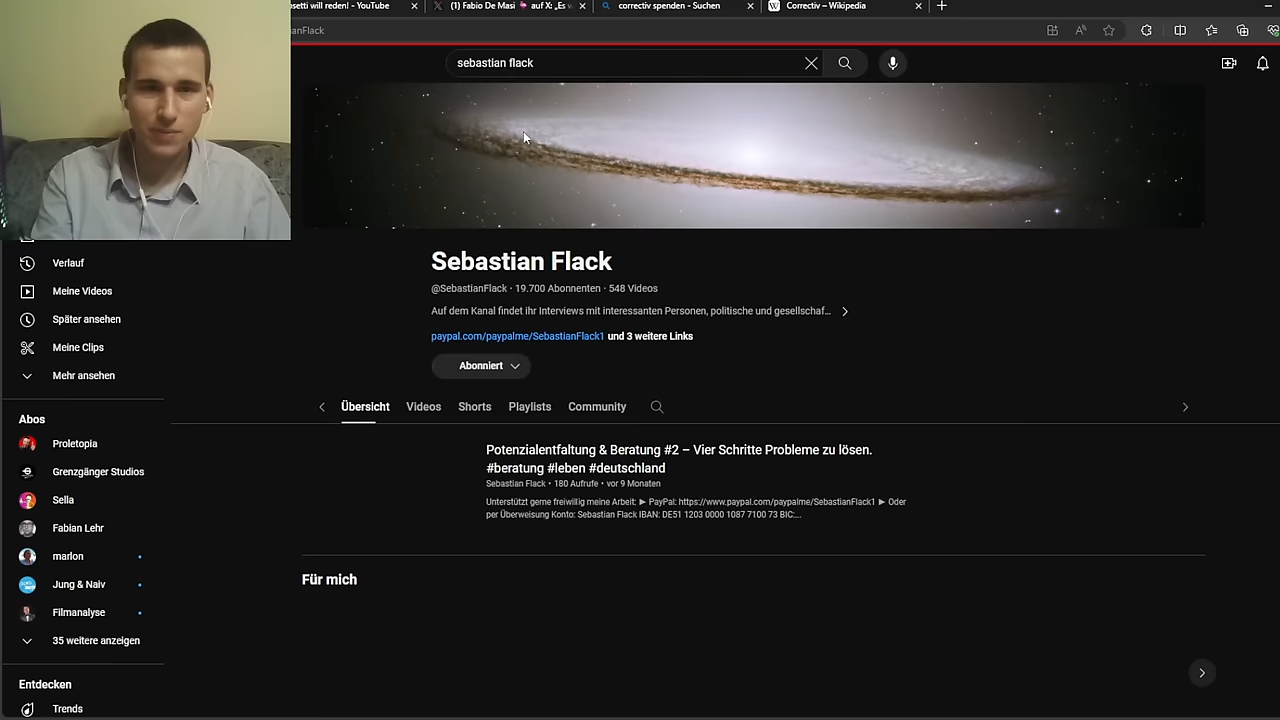 osetti will reden! - YouTube
(1) Fabio De Masi 🦩 auf X: „Es v
correctiv spenden - Suchen
Correctiv – Wikipedia
anFlack
sebastian flack
Sebastian Flack
@SebastianFlack · 19.700 Abonnenten · 548 Videos
Auf dem Kanal findet ihr Interviews mit interessanten Personen, politische und gesellschaf...
paypal.com/paypalme/SebastianFlack1 und 3 weitere Links
Abonniert
Übersicht
Videos
Shorts
Playlists
Community
Potenzialentfaltung & Beratung #2 – Vier Schritte Probleme zu lösen.
#beratung #leben #deutschland
Sebastian Flack • 180 Aufrufe • vor 9 Monaten
Unterstützt gerne freiwillig meine Arbeit: ► PayPal: https://www.paypal.com/paypalme/SebastianFlack1 ► Oder
per Überweisung Konto: Sebastian Flack IBAN: DE51 1203 0000 1087 7100 73 BIC:...
Für mich
Verlauf
Meine Videos
Später ansehen
Meine Clips
Mehr ansehen
Abos
Proletopia
Grenzgänger Studios
Sella
Fabian Lehr
marlon
Jung & Naiv
Filmanalyse
35 weitere anzeigen
Entdecken
Trends